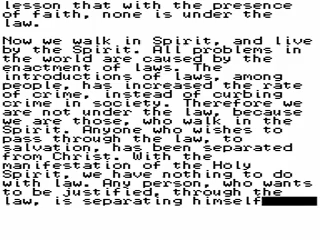 lesson that with the presence
of faith, none is under the
law.
Now we walk in Spirit, and live
by the Spirit. All problems in
the world are caused by the
enactment of laws. The
introductions of laws, among
people, has increased the rate
of crime, instead of curbing
crime in society. Therefore we
are not under the law, because
we are those, who walk in the
Spirit. Anyone who wishes to
pass through the law, to
salvation, has been separated
from Christ. With the
manifestation of the Holy
Spirit, we have nothing to do
with law. Any person, who wants
to be justified, through the
law, is separating himself